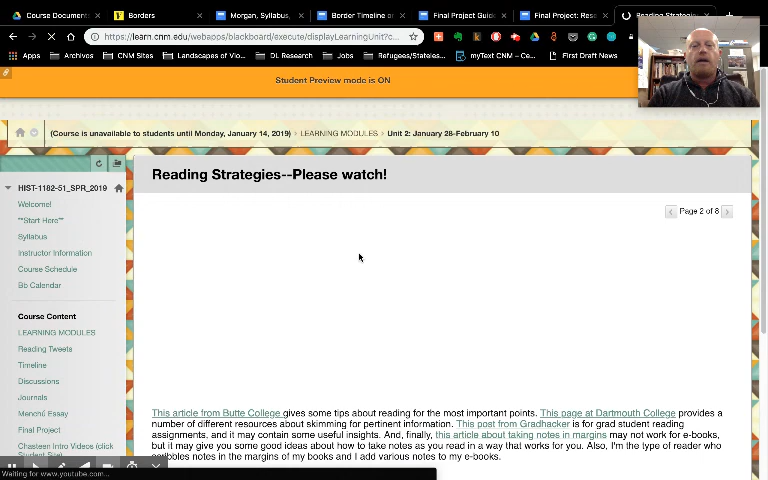 Course Document:
Borders
Morgan, Syllabus,
Border Timeline o
Final Project Guid
Final Project: Rese
Reading Strategie
https://learn.cnm.edu/webapps/blackboard/execute/displayLearningUnit?c...
Apps Archivos CNM Sites Landscapes of Vio... DL Research Jobs Refugees/Stateles... myText CNM – Ce... First Draft News
Student Preview mode is ON
(Course is unavailable to students until Monday, January 14, 2019) > LEARNING MODULES > Unit 2: January 28-February 10
Reading Strategies--Please watch!
Page 2 of 8
HIST-1182-51_SPR_2019
Welcome!
**Start Here**
Syllabus
Instructor Information
Course Schedule
Bb Calendar
Course Content
LEARNING MODULES
Reading Tweets
Timeline
Discussions
Journals
Menchú Essay
Final Project
Chasteen Intro Videos (click
This article from Butte College gives some tips about reading for the most important points. This page at Dartmouth College provides a
number of different resources about skimming for pertinent information. This post from Gradhacker is for grad student reading
assignments, and it may contain some useful insights. And, finally, this article about taking notes in margins may not work for e-books,
but it may give you some good ideas about how to take notes as you read in a way that works for you. Also, I'm the type of reader who
scribbles notes in the margins of my books and I add various notes to my e-books.
Waiting for www.youtube.com...